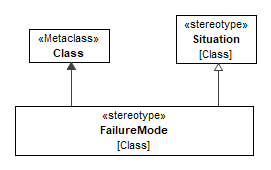 «Metaclass»
Class
«stereotype»
Situation
[Class]
«stereotype»
FailureMode
[Class]